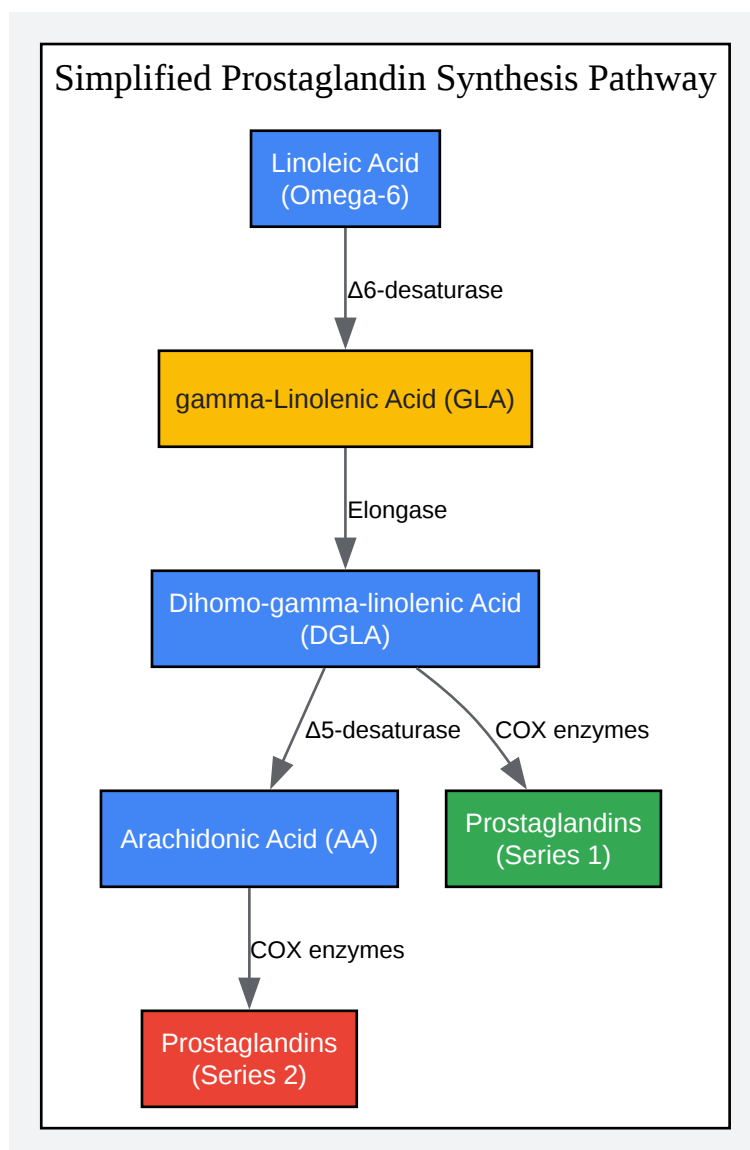 Simplified Prostaglandin Synthesis Pathway
Linoleic Acid
(Omega-6)
Δ6-desaturase
gamma-Linolenic Acid (GLA)
Elongase
Dihomo-gamma-linolenic Acid
(DGLA)
Δ5-desaturase
COX enzymes
Arachidonic Acid (AA)
Prostaglandins
(Series 1)
COX enzymes
Prostaglandins
(Series 2)